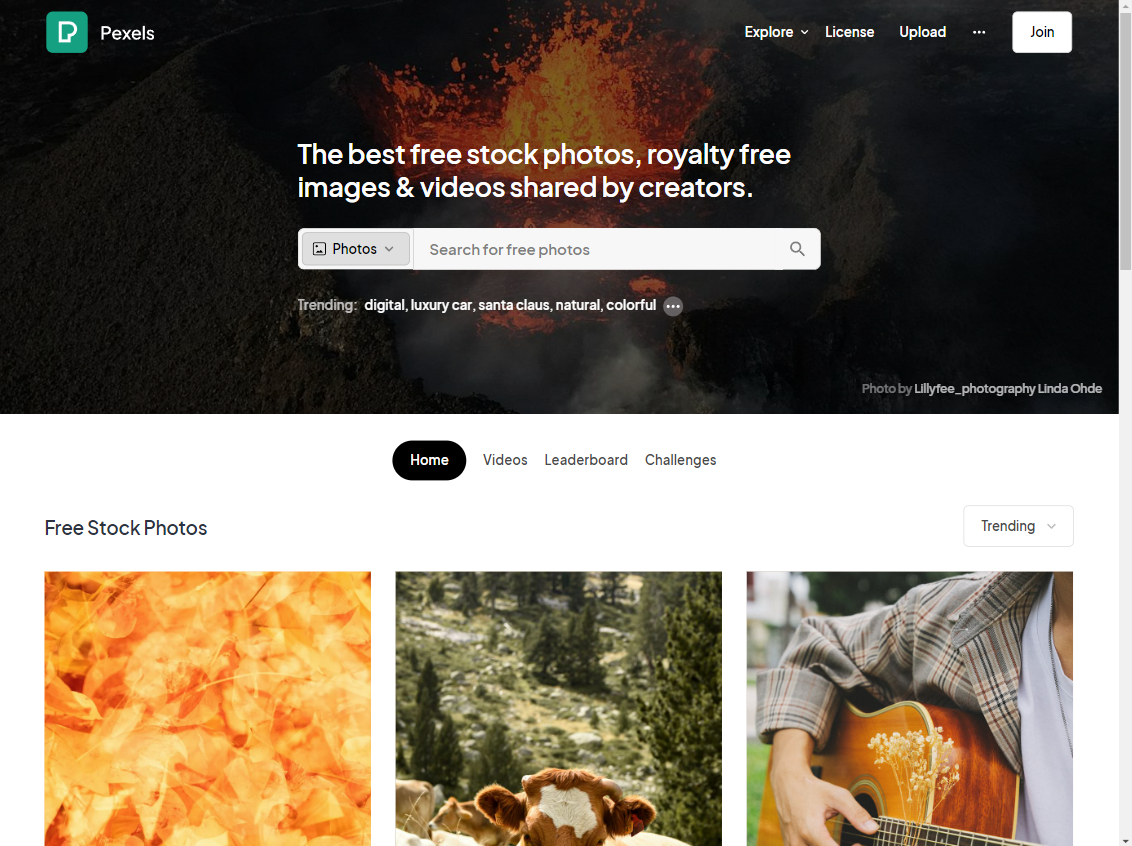 Pexels
Explore
License
Upload
Join
The best free stock photos, royalty free
images & videos shared by creators.
Photos
Search for free photos
Trending: digital, luxury car, santa claus, natural, colorful
Photo by Lillyfee_photography Linda Ohde
Home
Videos
Leaderboard
Challenges
Free Stock Photos
Trending